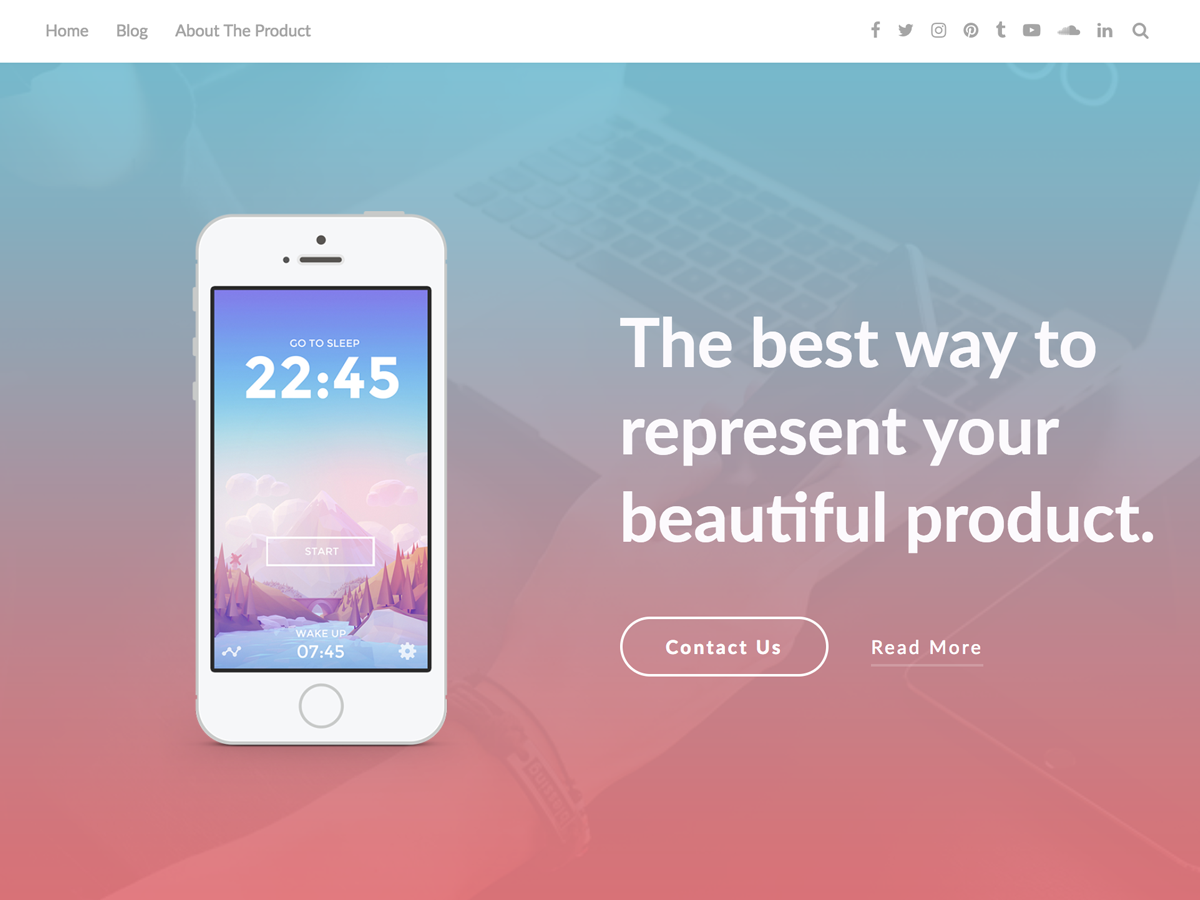 Home Blog About The Product
GO TO SLEEP
22:45
START
WAKE UP
07:45
The best way to
represent your
beautiful product.
Contact Us Read More